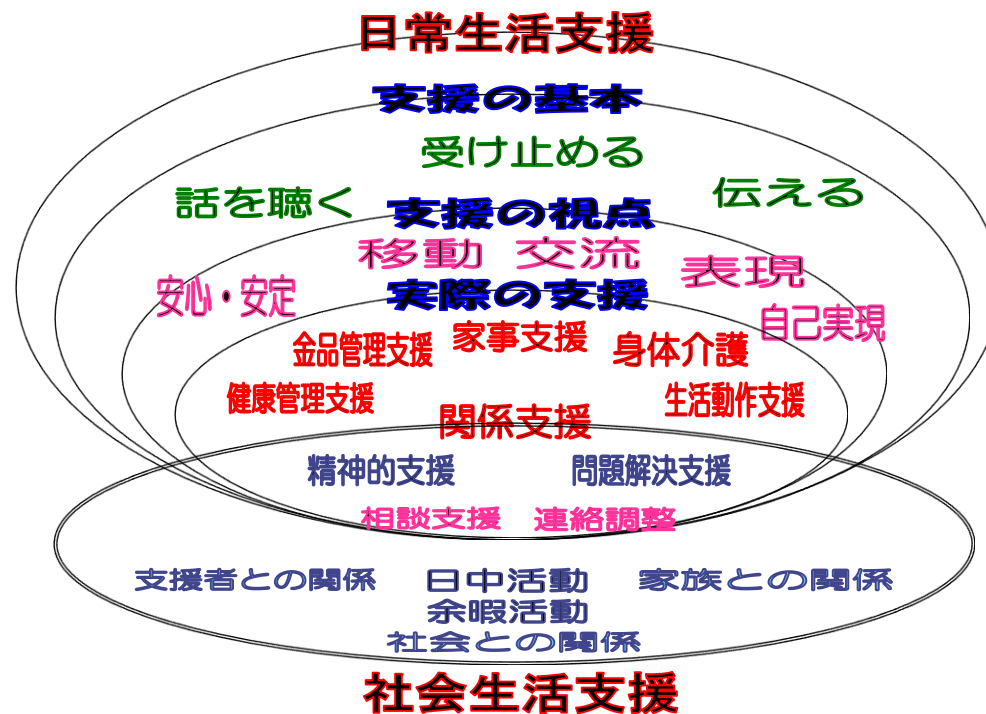 日常生活支援
支援の基本
受け止める
話を聴く
伝える
支援の視点
移動 交流
表現
安心・安定
自己実現
実際の支援
金品管理支援
家事支援
身体介護
健康管理支援
関係支援
生活動作支援
精神的支援
問題解決支援
相談支援
連絡調整
支援者との関係
日中活動
家族との関係
余暇活動
社会との関係
社会生活支援